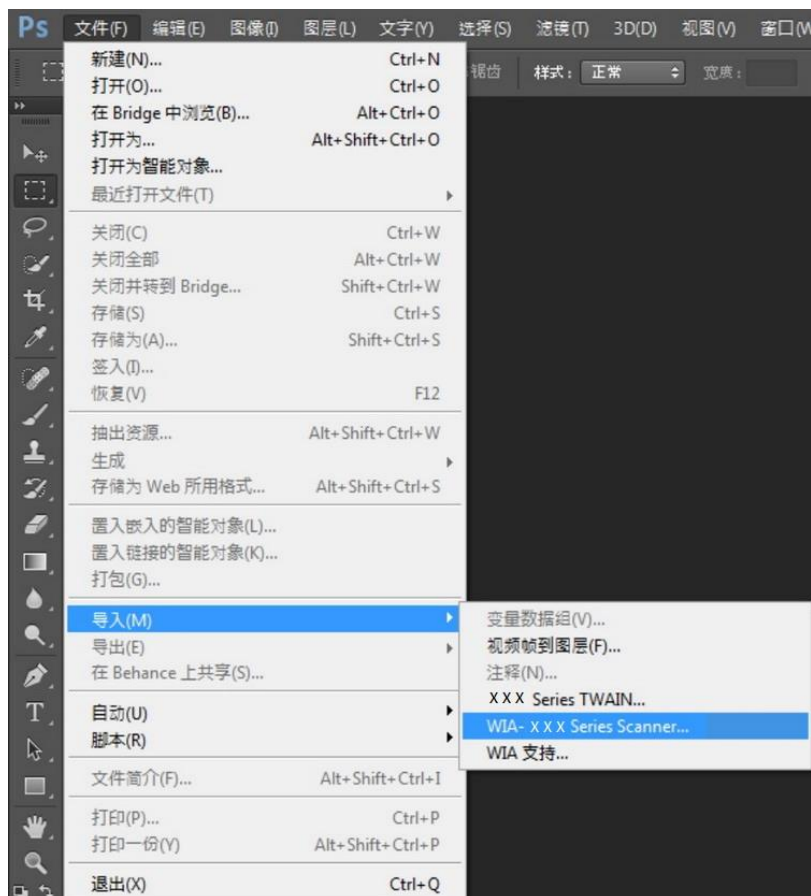 Ps 文件(F) 编辑(E) 图像(I) 图层(L) 文字(Y) 选择(S) 滤镜(T) 3D(D) 视图(V) 窗口(W
锯齿 样式： 正常 宽度：
新建(N)... Ctrl+N
打开(O)... Ctrl+O
在 Bridge 中浏览(B)... Alt+Ctrl+O
打开为... Alt+Shift+Ctrl+O
打开为智能对象...
最近打开文件(T)
关闭(C) Ctrl+W
关闭全部 Alt+Ctrl+W
关闭并转到 Bridge... Shift+Ctrl+W
存储(S) Ctrl+S
存储为(A)... Shift+Ctrl+S
签入(I)...
恢复(V) F12
抽出资源... Alt+Shift+Ctrl+W
生成
存储为 Web 所用格式... Alt+Shift+Ctrl+S
置入嵌入的智能对象(L)...
置入链接的智能对象(K)...
打包(G)...
导入(M)
导出(E)
在 Behance 上共享(S)...
自动(U)
脚本(R)
文件简介(F)... Alt+Shift+Ctrl+I
打印(P)... Ctrl+P
打印一份(Y) Alt+Shift+Ctrl+P
退出(X) Ctrl+Q
变量数据组(V)...
视频帧到图层(F)...
注释(N)...
XXX Series TWAIN...
WIA- XXX Series Scanner...
WIA 支持...